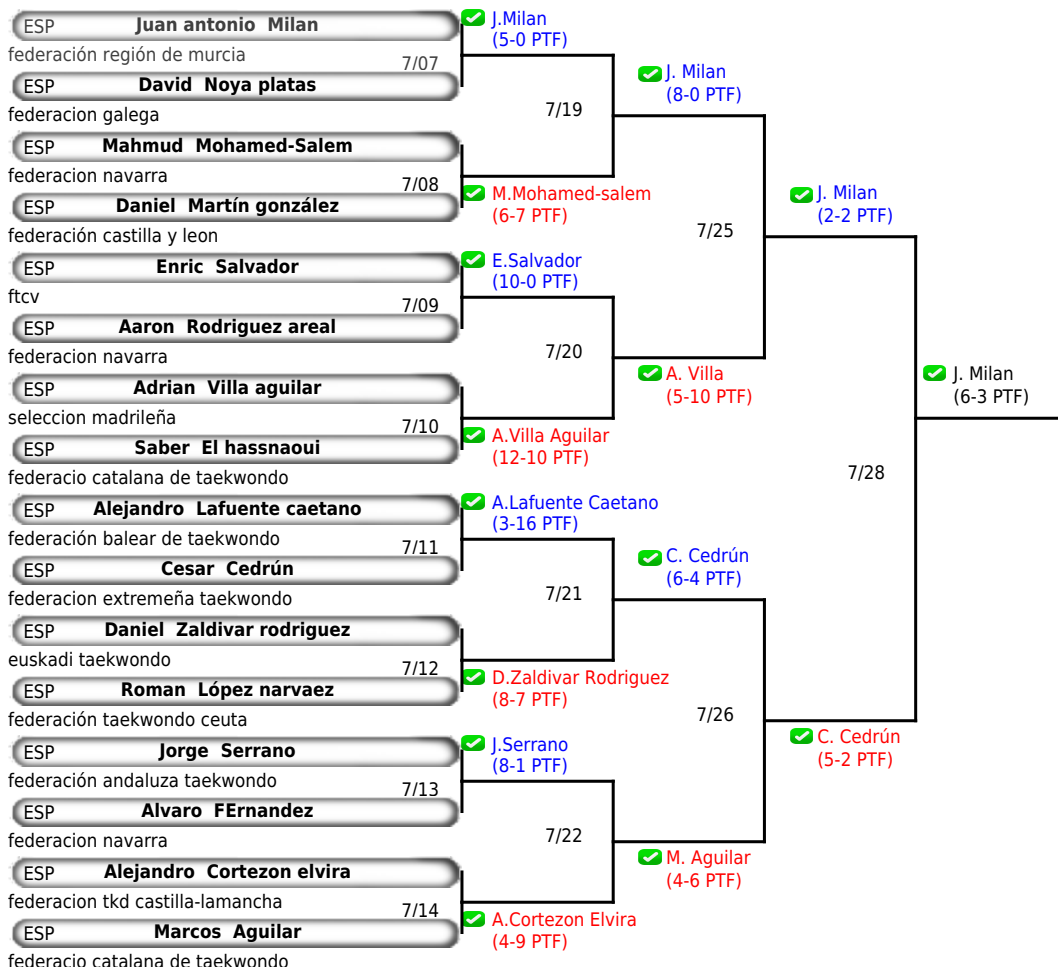 ESP Juan antonio Milan
federación región de murcia
7/07
ESP David Noya platas
federacion galega
ESP Mahmud Mohamed-Salem
federacion navarra
7/08
ESP Daniel Martín gonzález
federación castilla y leon
ESP Enric Salvador
ftcv
7/09
ESP Aaron Rodriguez areal
federacion navarra
ESP Adrian Villa aguilar
seleccion madrileña
7/10
ESP Saber El hassnaoui
federacio catalana de taekwondo
ESP Alejandro Lafuente caetano
federación balear de taekwondo
7/11
ESP Cesar Cedrún
federacion extremeña taekwondo
ESP Daniel Zaldivar rodriguez
euskadi taekwondo
7/12
ESP Roman López narvaez
federación taekwondo ceuta
ESP Jorge Serrano
federación andaluza taekwondo
7/13
ESP Alvaro FErnandez
federacion navarra
ESP Alejandro Cortezon elvira
federacion tkd castilla-lamancha
7/14
ESP Marcos Aguilar
federacio catalana de taekwondo
J.Milan
(5-0 PTF)
7/19
M.Mohamed-salem
(6-7 PTF)
E.Salvador
(10-0 PTF)
7/20
A.Villa Aguilar
(12-10 PTF)
A.Lafuente Caetano
(3-16 PTF)
7/21
D.Zaldivar Rodriguez
(8-7 PTF)
J.Serrano
(8-1 PTF)
7/22
A.Cortezon Elvira
(4-9 PTF)
J. Milan
(8-0 PTF)
7/25
A. Villa
(5-10 PTF)
C. Cedrún
(6-4 PTF)
7/26
M. Aguilar
(4-6 PTF)
J. Milan
(2-2 PTF)
7/28
C. Cedrún
(5-2 PTF)
J. Milan
(6-3 PTF)